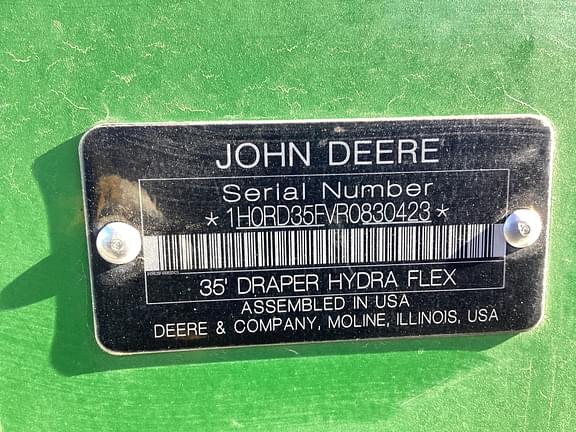 JOHN DEERE
Serial Number
* 1H0RD35FVR0830423 *
35' DRAPER HYDRA FLEX
ASSEMBLED IN USA
DEERE & COMPANY, MOLINE, ILLINOIS, USA